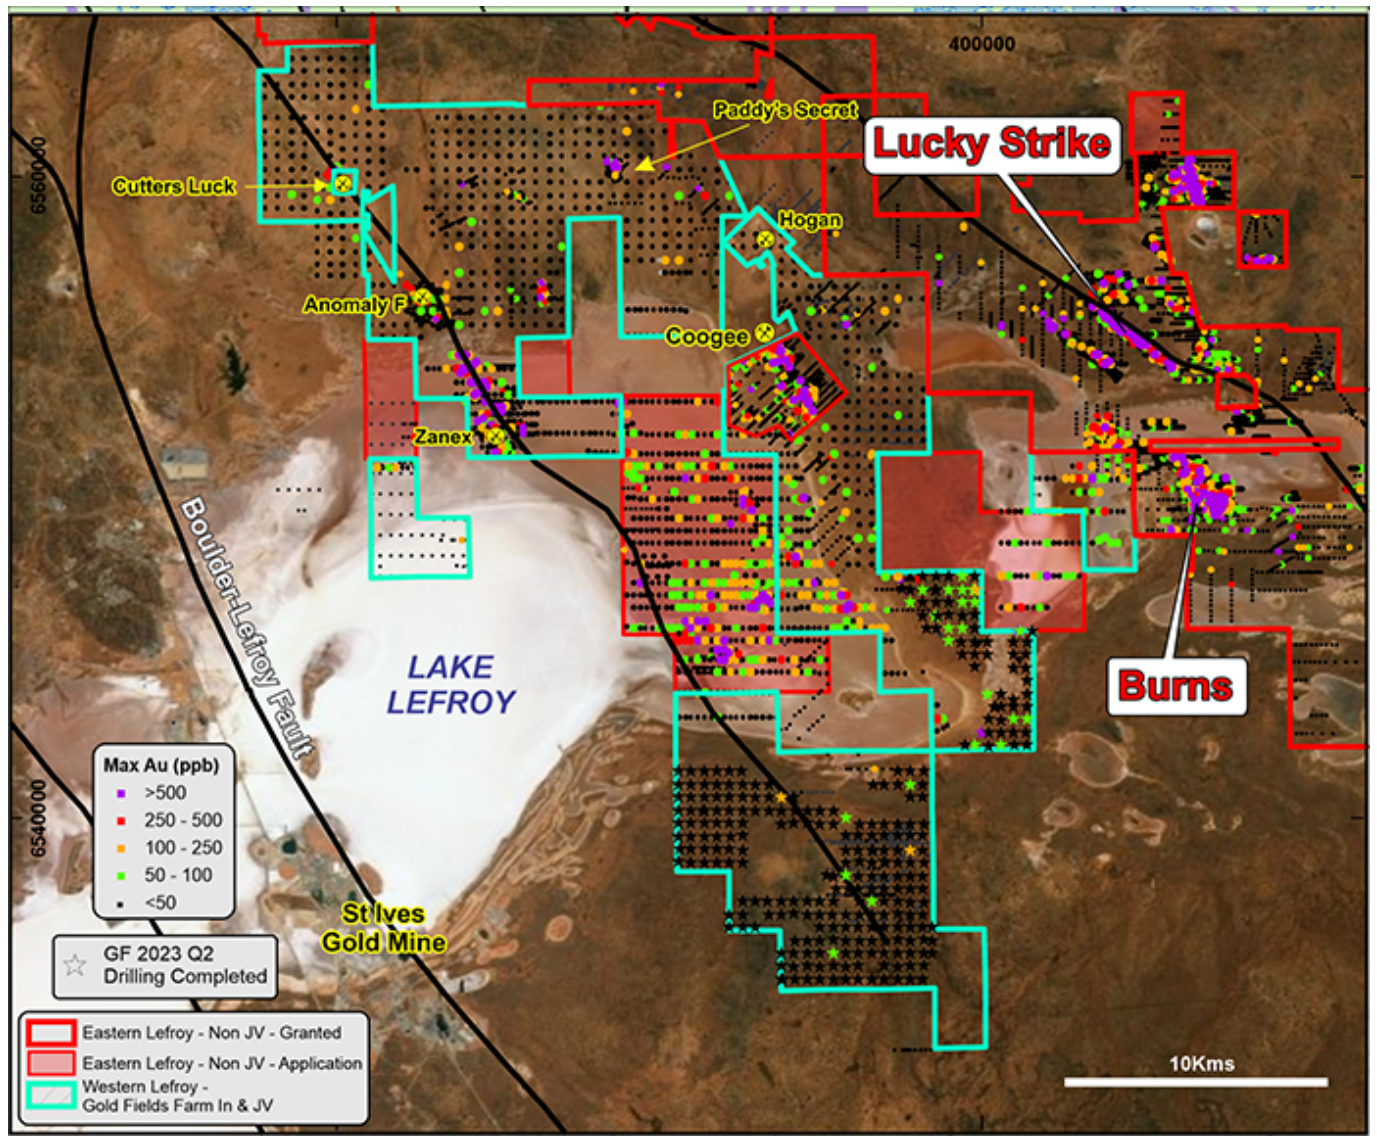 400000
Paddy's Secret
Lucky Strike
6560000
Cutters Luck
Hogan
Anomaly F
Coogee
Zanex
Boulder-Lefroy Fault
LAKE
LEFROY
Burns
6540000
Max Au (ppb)
>500
250 - 500
100 - 250
50 - 100
<50
St Ives
Gold Mine
GF 2023 Q2
Drilling Completed
Eastern Lefroy - Non JV - Granted
Eastern Lefroy - Non JV - Application
Western Lefroy -
Gold Fields Farm In & JV
10Kms